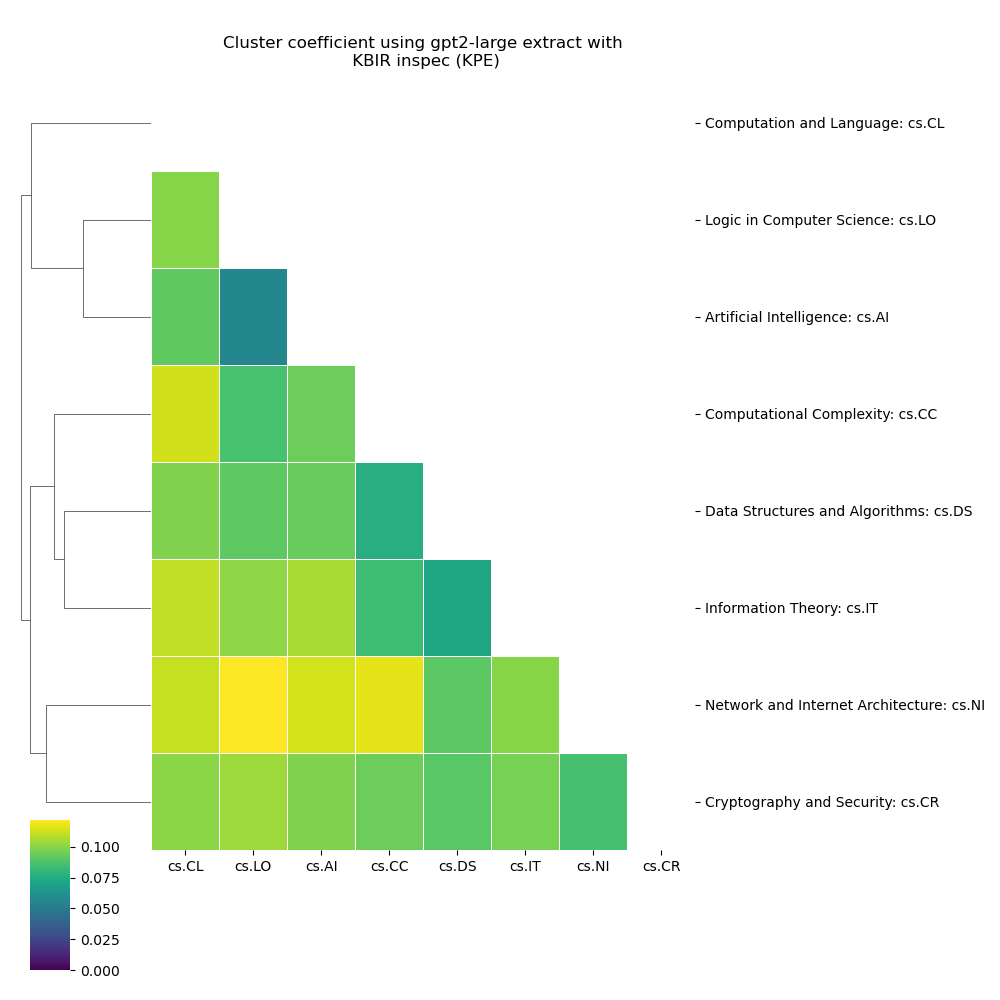 Cluster coefficient using gpt2-large extract with
KBIR inspec (KPE)
Computation and Language: cs.CL
Logic in Computer Science: cs.LO
Artificial Intelligence: cs.AI
Computational Complexity: cs.CC
Data Structures and Algorithms: cs.DS
Information Theory: cs.IT
Network and Internet Architecture: cs.NI
Cryptography and Security: cs.CR
cs.CL cs.LO cs.AI cs.CC cs.DS cs.IT cs.NI cs.CR
0.100
0.075
0.050
0.025
0.000